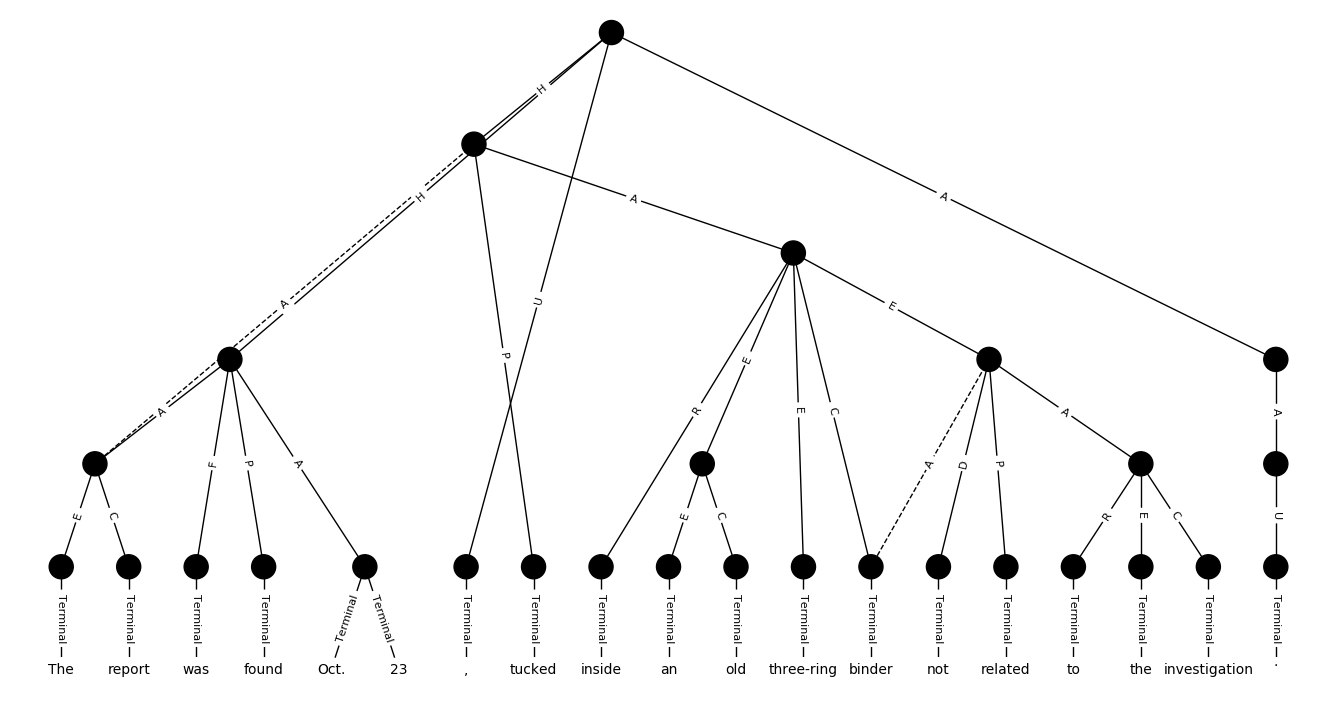 H
H
A
A
U
P
A
E
A
F
P
A
R
E
E
C
A
D
P
A
A
E
C
E
C
R
E
C
U
Terminal Terminal Terminal Terminal Terminal Terminal Terminal Terminal Terminal Terminal Terminal Terminal Terminal Terminal Terminal Terminal Terminal Terminal Terminal
The report was found Oct. 23 , tucked inside an old three-ring binder not related to the investigation .